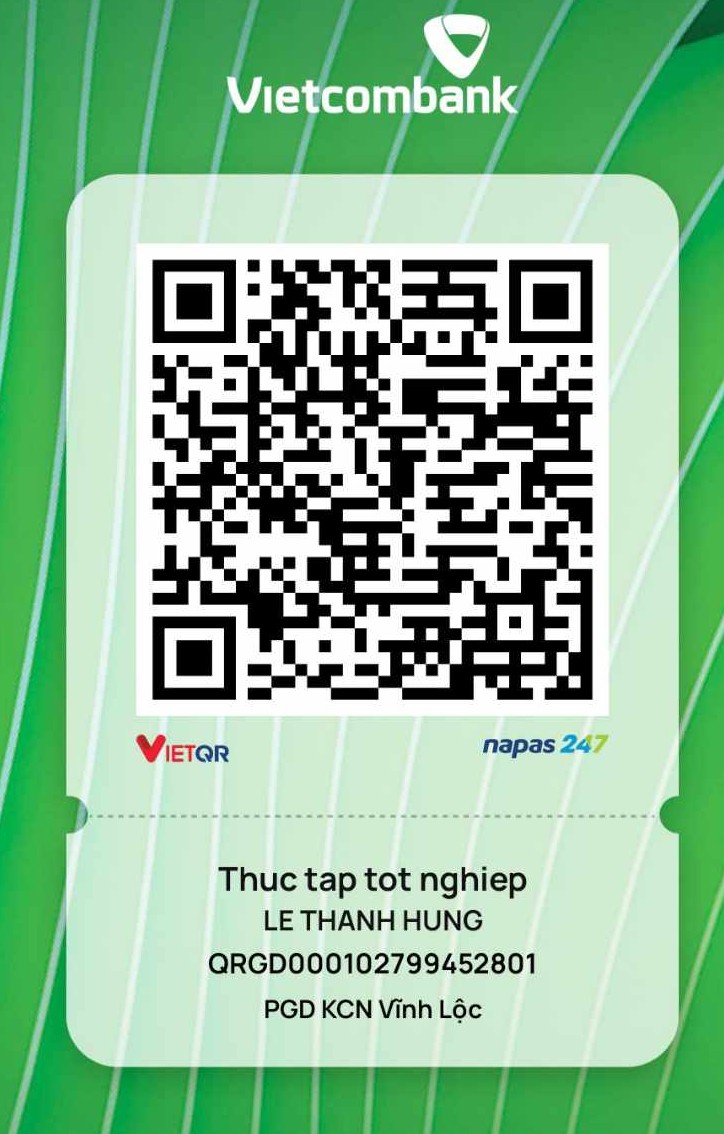 Vietcombank
VIETQR
napas 247
Thuc tap tot nghiep
LE THANH HUNG
QRGD000102799452801
PGD KCN Vĩnh Lộc